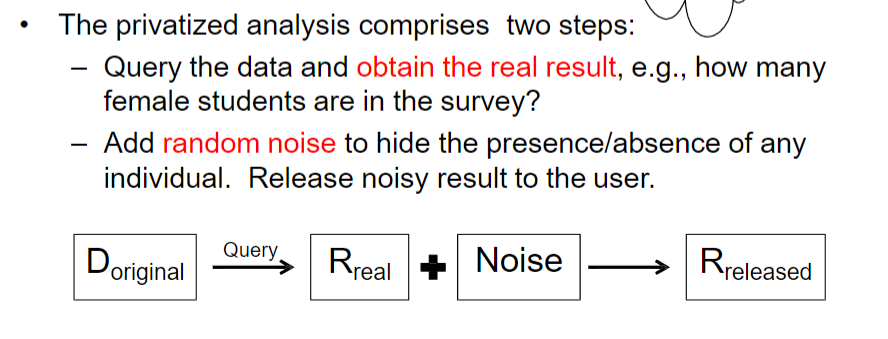 • The privatized analysis comprises two steps:
– Query the data and obtain the real result, e.g., how many
female students are in the survey?
– Add random noise to hide the presence/absence of any
individual. Release noisy result to the user.
Doriginal Query Rreal + Noise Rreleased